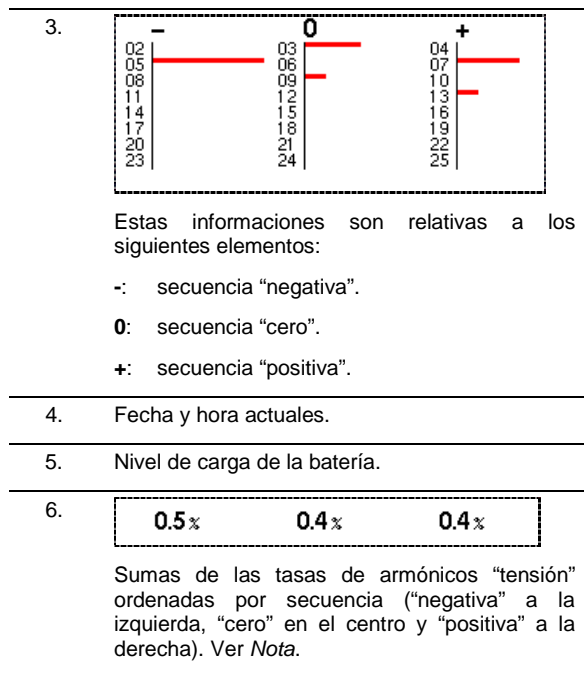 3.
− 0 +
02 03 04
05 06 07
08 09 10
11 12 13
14 15 16
17 18 19
20 21 22
23 24 25
Estas informaciones son relativas a los
siguientes elementos:
-: secuencia “negativa”.
0: secuencia “cero”.
+: secuencia “positiva”.
4. Fecha y hora actuales.
5. Nivel de carga de la batería.
6.
0.5% 0.4% 0.4%
Sumas de las tasas de armónicos “tensión”
ordenadas por secuencia (“negativa” a la
izquierda, “cero” en el centro y “positiva” a la
derecha). Ver Nota.